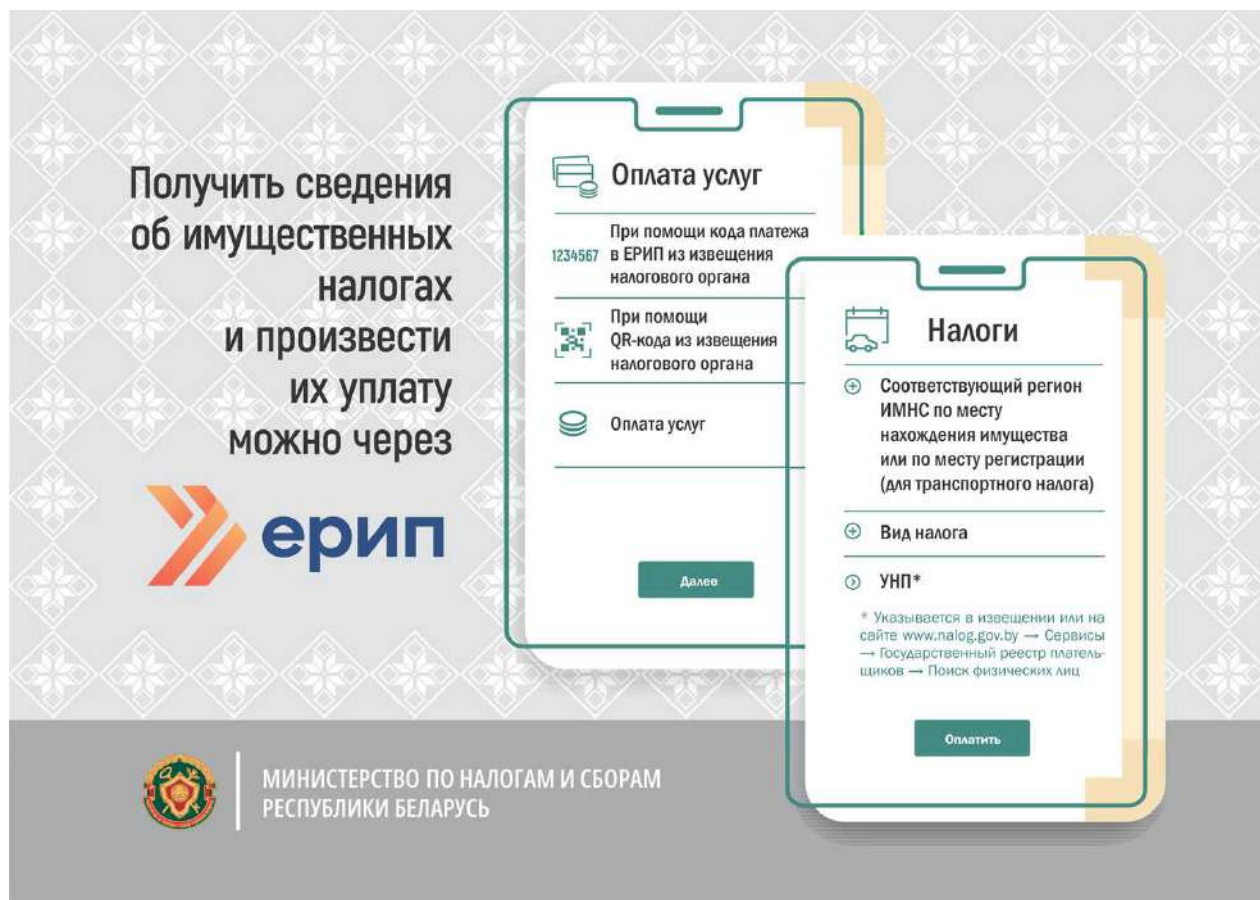 Получить сведения
об имущественных
налогах
и произвести
их уплату
можно через
ерип
Оплата услуг
1234567
При помощи кода платежа
в ЕРИП из извещения
налогового органа
При помощи
QR-кода из извещения
налогового органа
Оплата услуг
Далее
Налоги
Соответствующий регион
ИМНС по месту
нахождения имущества
или по месту регистрации
(для транспортного налога)
Вид налога
УНП*
* Указывается в извещении или на
сайте www.nalog.gov.by → Сервисы
→ Государственный реестр платель-
щиков → Поиск физических лиц
Оплатить
МИНИСТЕРСТВО ПО НАЛОГАМ И СБОРАМ
РЕСПУБЛИКИ БЕЛАРУСЬ